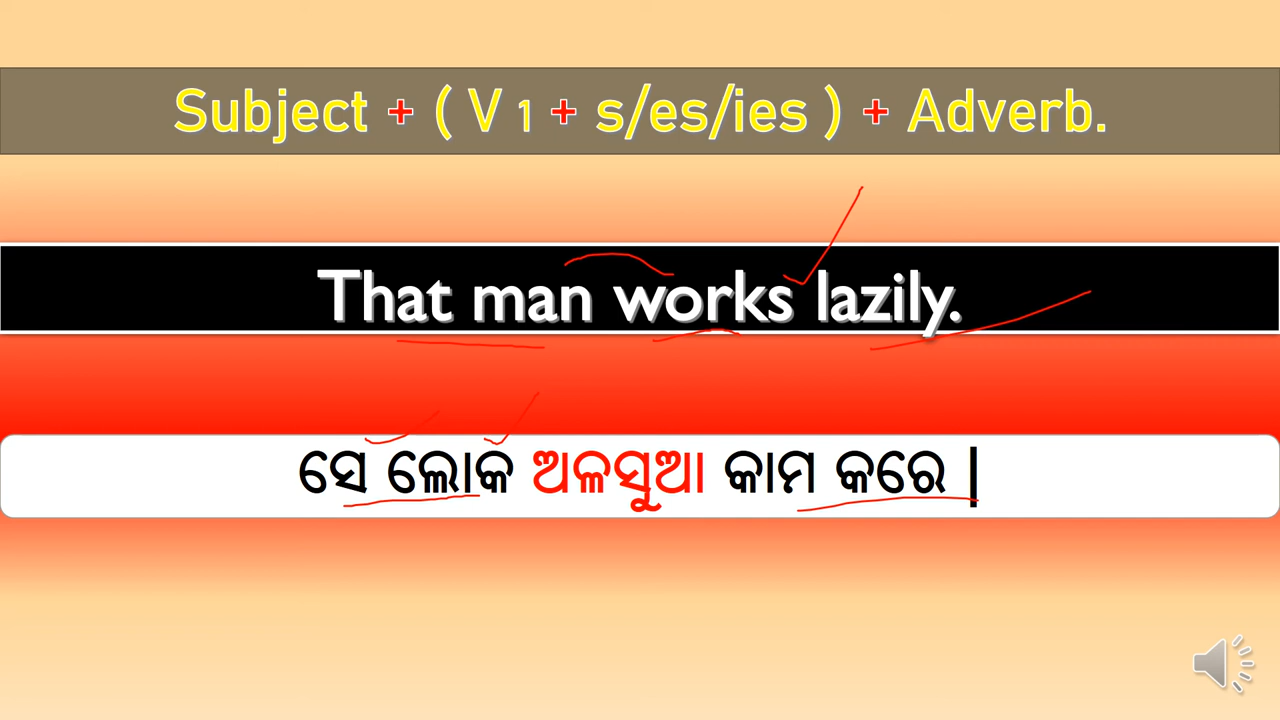 Subject + ( V 1 + s/es/ies ) + Adverb.
That man works lazily.
ସେ ଲୋକ ଅଳସୁଆ କାମ କରେ |